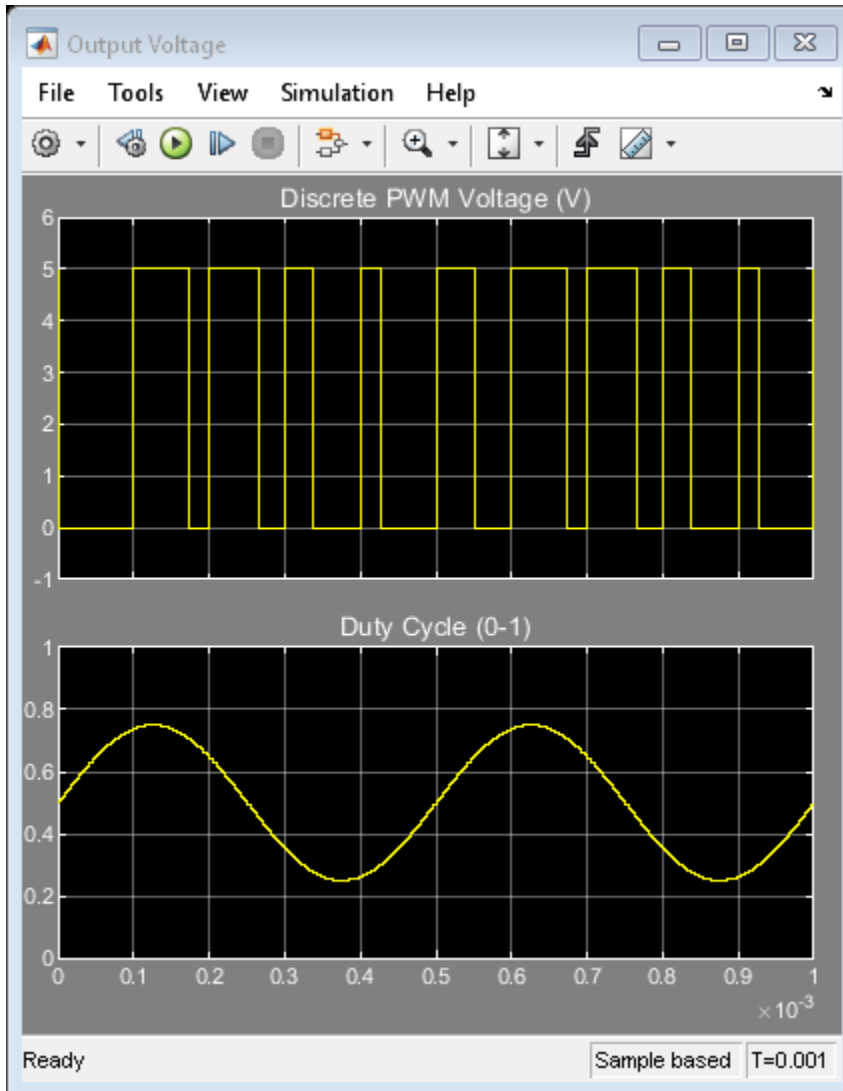 Output Voltage
File Tools View Simulation Help
Discrete PWM Voltage (V)
6
5
4
3
2
1
0
-1
Duty Cycle (0-1)
1
0.8
0.6
0.4
0.2
0
0 0.1 0.2 0.3 0.4 0.5 0.6 0.7 0.8 0.9 1
×10⁻³
Ready Sample based T=0.001